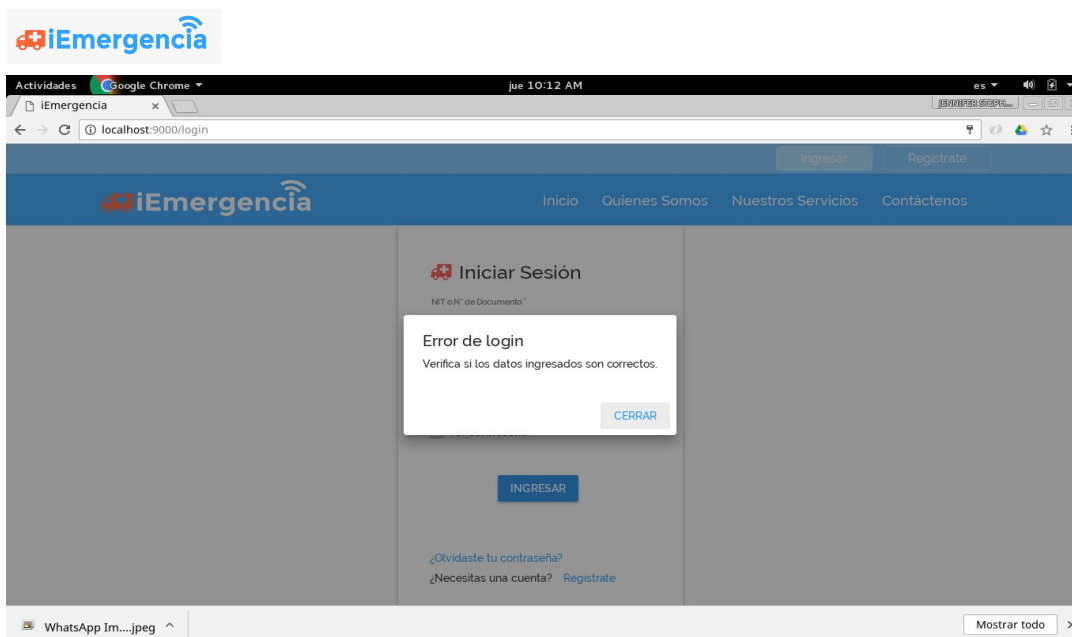 iEmergencia
Actividades Google Chrome jue 10:12 AM es
iEmergencia x JENNIFER STEPH...
localhost:9000/login
Ingresar Registrate
iEmergencia Inicio Quienes Somos Nuestros Servicios Contáctenos
Iniciar Sesión
NIT o N° de Documento *
Error de login
Verifica si los datos ingresados son correctos.
CERRAR
INGRESAR
¿Olvidaste tu contraseña?
¿Necesitas una cuenta? Registrate
WhatsApp Im....jpeg Mostrar todo